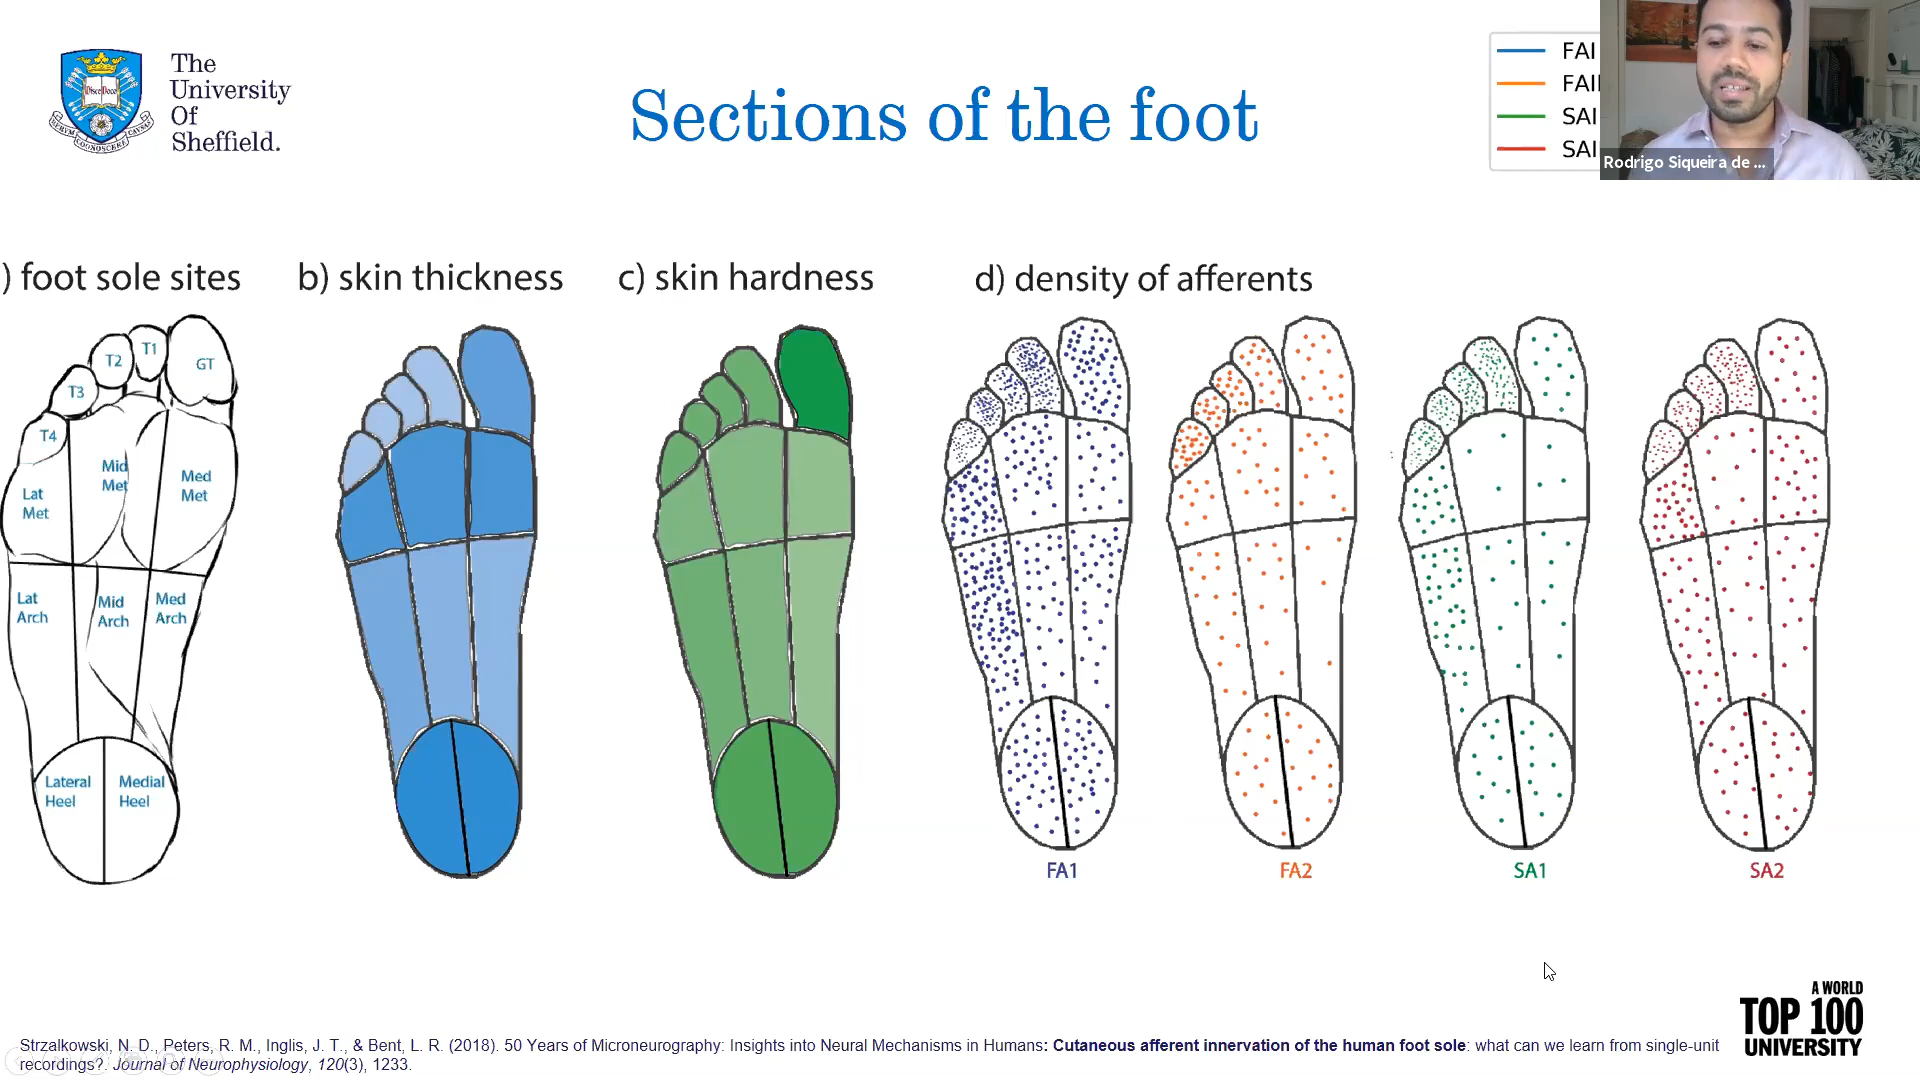 The
University
Of
Sheffield.
Sections of the foot
FAI
FAI
SAI
SAI
Rodrigo Siqueira de ...
) foot sole sites
b) skin thickness
c) skin hardness
d) density of afferents
T1
T2
GT
T3
T4
Mid
Met
Med
Met
Lat
Met
Lat
Arch
Mid
Arch
Med
Arch
Lateral
Heel
Medial
Heel
FA1
FA2
SA1
SA2
A WORLD
TOP 100
UNIVERSITY
Strzalkowski, N. D., Peters, R. M., Inglis, J. T., & Bent, L. R. (2018). 50 Years of Microneurography: Insights into Neural Mechanisms in Humans: Cutaneous afferent innervation of the human foot sole: what can we learn from single-unit
recordings?. Journal of Neurophysiology, 120(3), 1233.